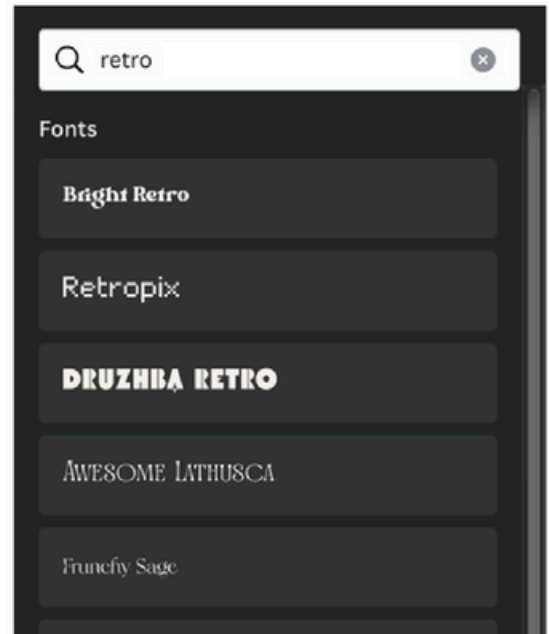 retro
Fonts
Bright Retro
Retropix
DRUZHBA RETRO
AWESOME LATHUSCA
Frunchy Sage